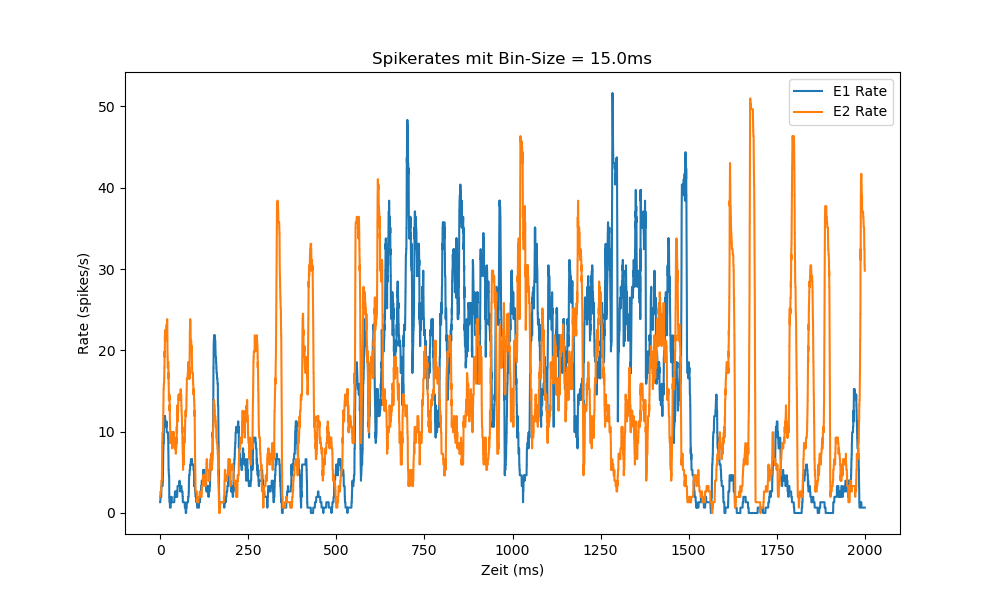 Spikerates mit Bin-Size = 15.0ms
E1 Rate
E2 Rate
Rate (spikes/s)
50
40
30
20
10
0
0 250 500 750 1000 1250 1500 1750 2000
Zeit (ms)